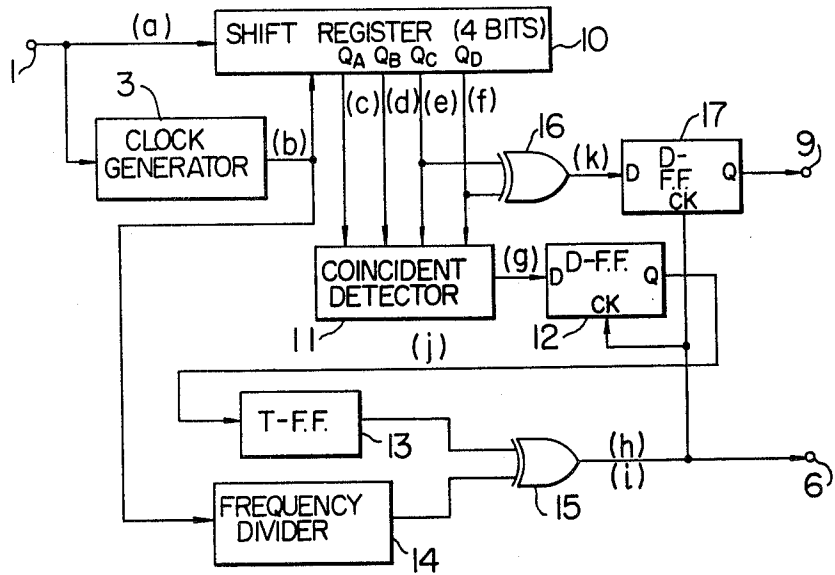 (a)
SHIFT REGISTER (4 BITS)
QA QB QC QD
10
1
3
CLOCK
GENERATOR
(b)
(c) (d) (e) (f)
16
(k)
17
D D-F.F. Q
CK
9
COINCIDENT
DETECTOR
11
(g)
D D-F.F. Q
CK
12
(j)
T-F.F.
13
(h)
(i)
15
6
FREQUENCY
DIVIDER
14